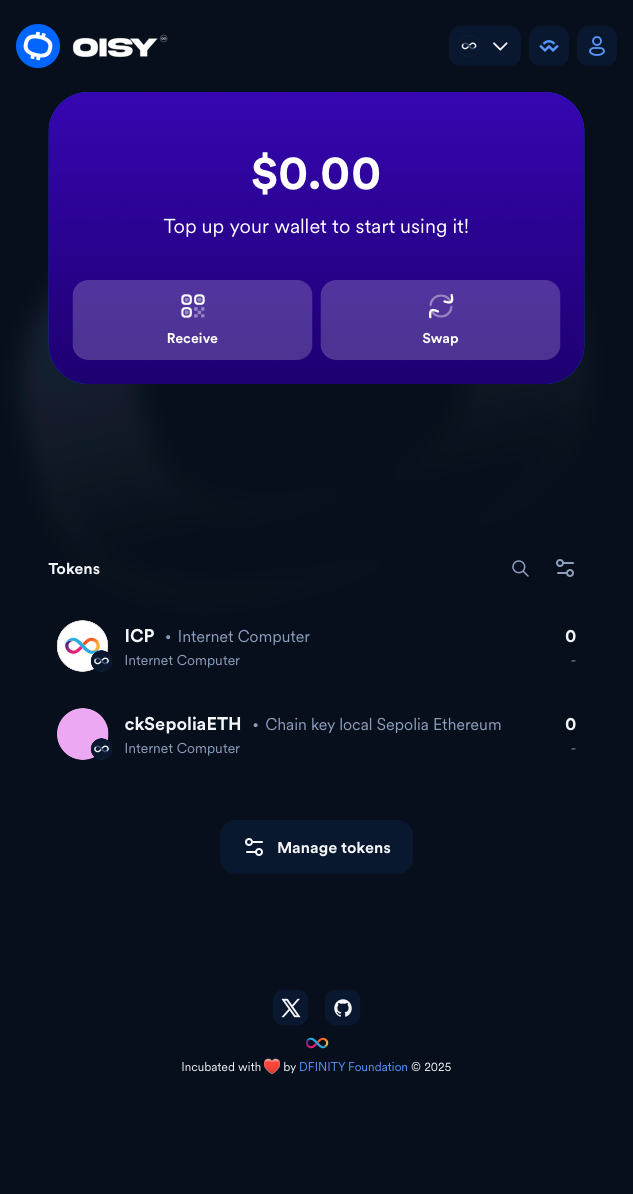 OISY
$0.00
Top up your wallet to start using it!
Receive
Swap
Tokens
ICP • Internet Computer
0
Internet Computer
-
ckSepoliaETH • Chain key local Sepolia Ethereum
0
Internet Computer
-
Manage tokens
Incubated with ❤️ by DFINITY Foundation © 2025